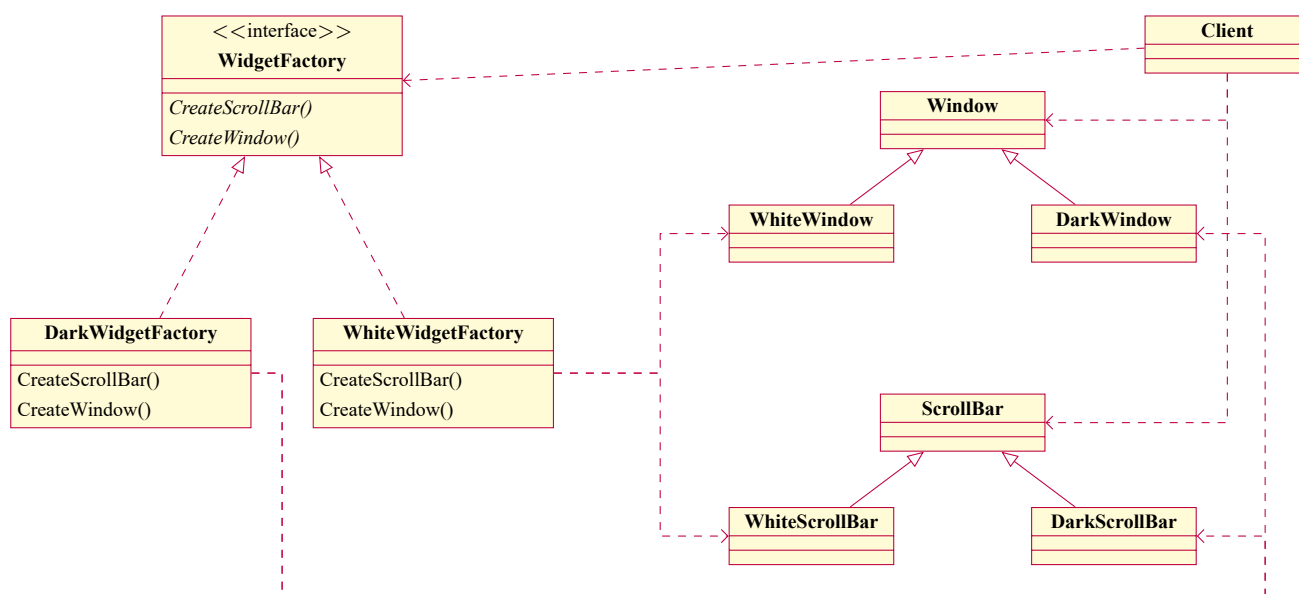 <<interface>>
WidgetFactory
CreateScrollBar()
CreateWindow()
Client
Window
WhiteWindow
DarkWindow
DarkWidgetFactory
CreateScrollBar()
CreateWindow()
WhiteWidgetFactory
CreateScrollBar()
CreateWindow()
ScrollBar
WhiteScrollBar
DarkScrollBar